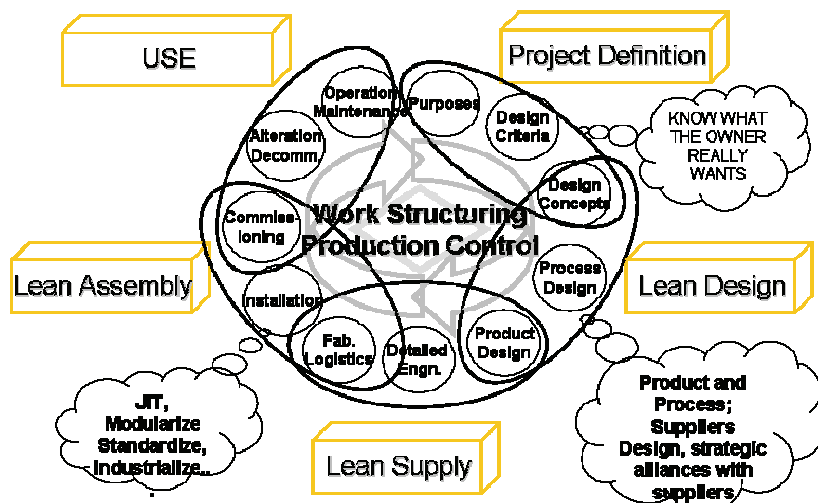 USE
Project Definition
Operation
Maintenance
Purposes
Design
Criteria
Alteration
Decomm.
KNOW WHAT
THE OWNER
REALLY
WANTS
Design
Concepts
Commiss-
ioning
Work Structuring
Production Control
Lean Assembly
Installation
Process
Design
Lean Design
Fab.
Logistics
Detailed
Engn.
Product
Design
JIT,
Modularize
Standardize,
Industrialize..
.
Lean Supply
Product and
Process;
Suppliers
Design, strategic
alliances with
suppliers